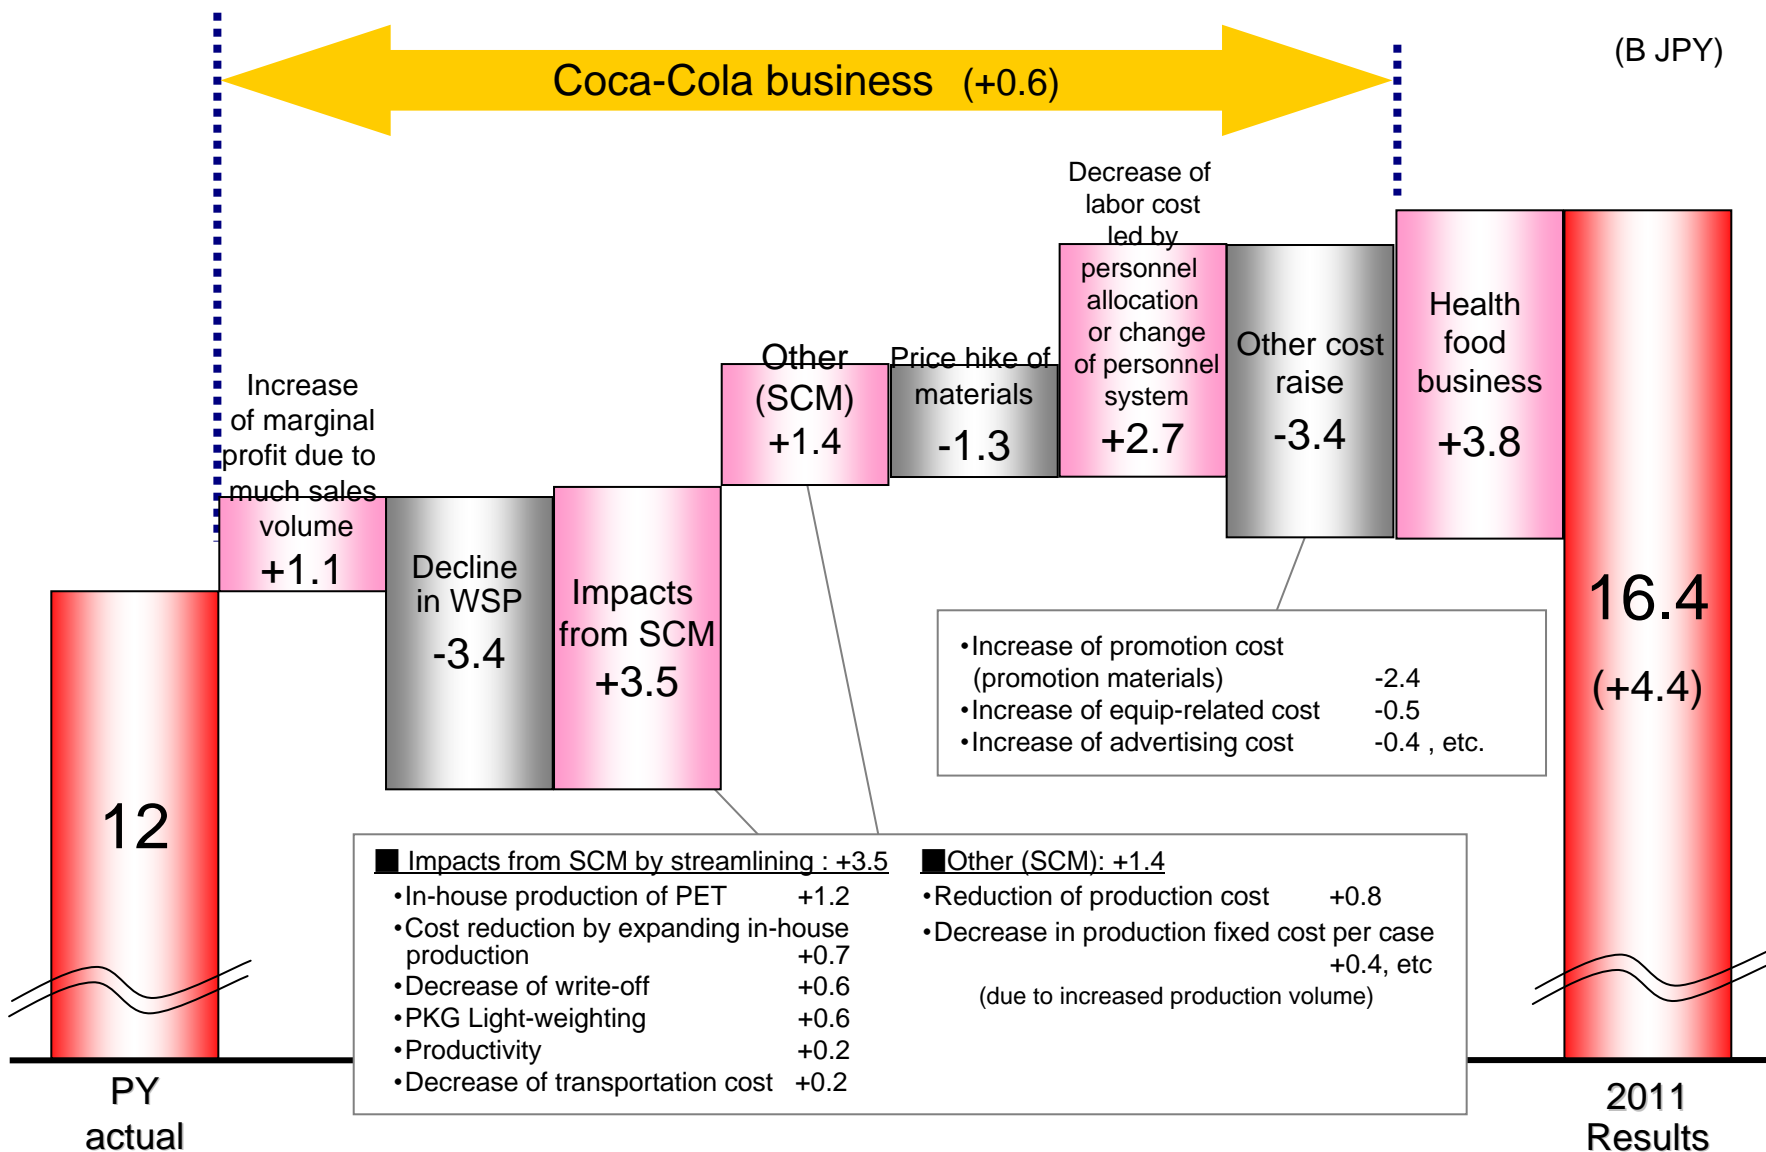 (B JPY)
Coca-Cola business (+0.6)
12
PY
actual
Increase
of marginal
profit due to
much sales
volume
+1.1
Decline
in WSP
-3.4
Impacts
from SCM
+3.5
Other
(SCM)
+1.4
Price hike of
materials
-1.3
Decrease of
labor cost
led by
personnel
allocation
or change
of personnel
system
+2.7
Other cost
raise
-3.4
Health
food
business
+3.8
16.4
(+4.4)
2011
Results
•Increase of promotion cost
(promotion materials) -2.4
•Increase of equip-related cost -0.5
•Increase of advertising cost -0.4 , etc.
■ Impacts from SCM by streamlining : +3.5
•In-house production of PET +1.2
•Cost reduction by expanding in-house
production +0.7
•Decrease of write-off +0.6
•PKG Light-weighting +0.6
•Productivity +0.2
•Decrease of transportation cost +0.2
■Other (SCM): +1.4
•Reduction of production cost +0.8
•Decrease in production fixed cost per case
+0.4, etc
(due to increased production volume)